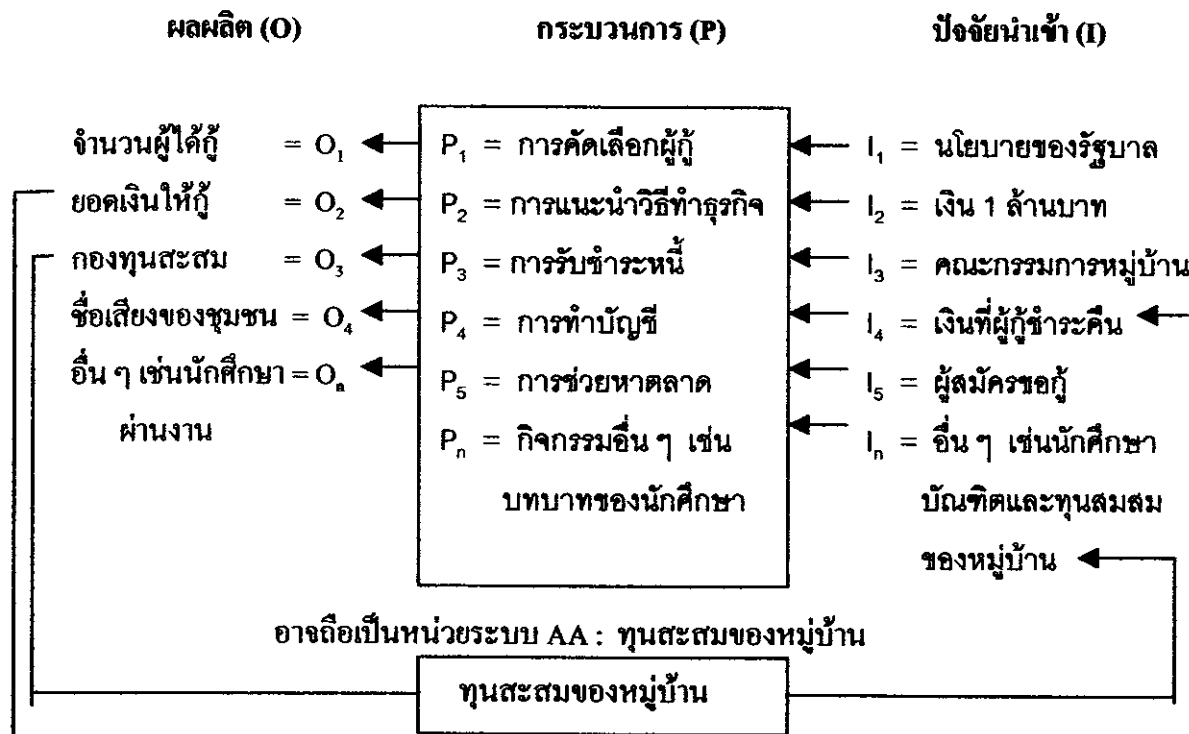 ผลผลิต (O) กระบวนการ (P) ปัจจัยนำเข้า (I)
จำนวนผู้ได้กู้ = O1 P1 = การคัดเลือกผู้กู้ I1 = นโยบายของรัฐบาล
ยอดเงินให้กู้ = O2 P2 = การแนะนำวิธีทำธุรกิจ I2 = เงิน 1 ล้านบาท
กองทุนสะสม = O3 P3 = การรับชำระหนี้ I3 = คณะกรรมการหมู่บ้าน
ชื่อเสียงของชุมชน = O4 P4 = การทำบัญชี I4 = เงินที่ผู้กู้ชำระคืน
อื่น ๆ เช่นนักศึกษา = On P5 = การช่วยหาตลาด I5 = ผู้สมัครขอกู้
ผ่านงาน Pn = กิจกรรมอื่น ๆ เช่น In = อื่น ๆ เช่นนักศึกษา
บทบาทของนักศึกษา บัณฑิตและทุนสมสม
ของหมู่บ้าน
อาจถือเป็นหน่วยระบบ AA : ทุนสะสมของหมู่บ้าน
ทุนสะสมของหมู่บ้าน